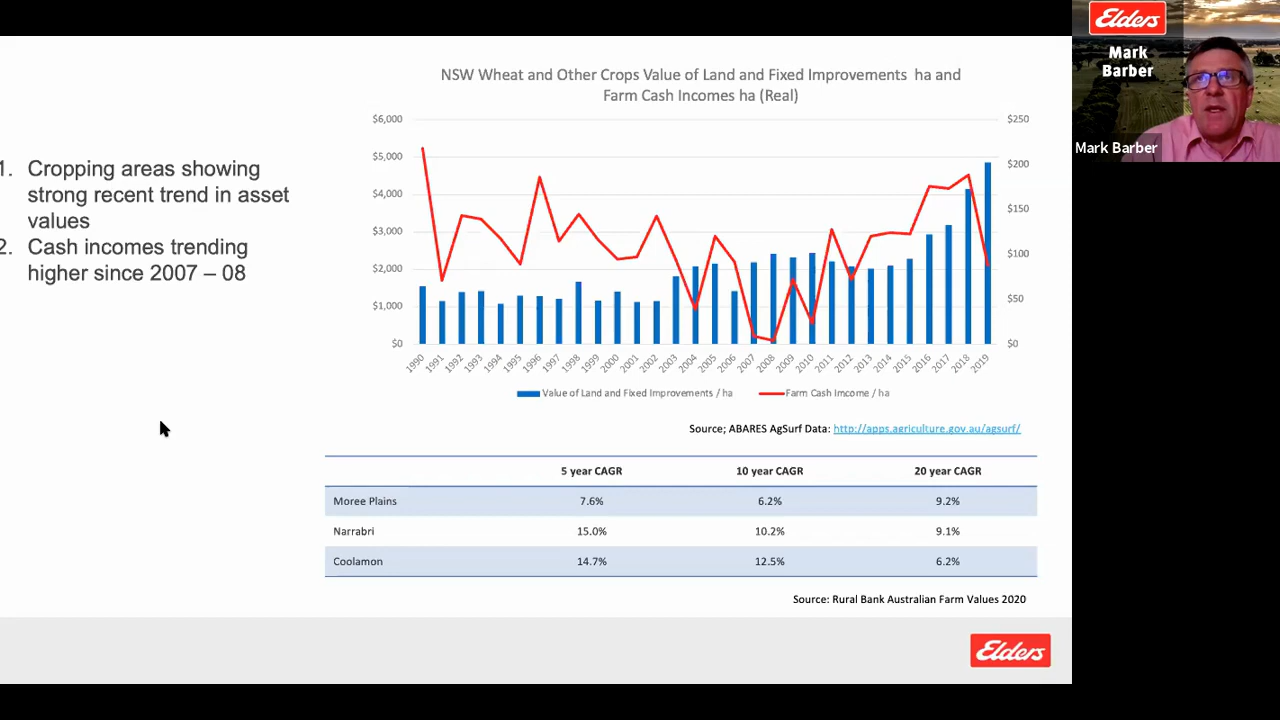 NSW Wheat and Other Crops Value of Land and Fixed Improvements ha and
Farm Cash Incomes ha (Real)
1. Cropping areas showing
strong recent trend in asset
values
2. Cash incomes trending
higher since 2007 – 08
$6,000
$5,000
$4,000
$3,000
$2,000
$1,000
$0
$250
$200
$150
$100
$50
$0
1990 1991 1992 1993 1994 1995 1996 1997 1998 1999 2000 2001 2002 2003 2004 2005 2006 2007 2008 2009 2010 2011 2012 2013 2014 2015 2016 2017 2018 2019
Value of Land and Fixed Improvements / ha Farm Cash Imcome / ha
Source; ABARES AgSurf Data: http://apps.agriculture.gov.au/agsurf/
5 year CAGR 10 year CAGR 20 year CAGR
Moree Plains 7.6% 6.2% 9.2%
Narrabri 15.0% 10.2% 9.1%
Coolamon 14.7% 12.5% 6.2%
Source: Rural Bank Australian Farm Values 2020
Elders
Elders
Mark
Barber
Mark Barber